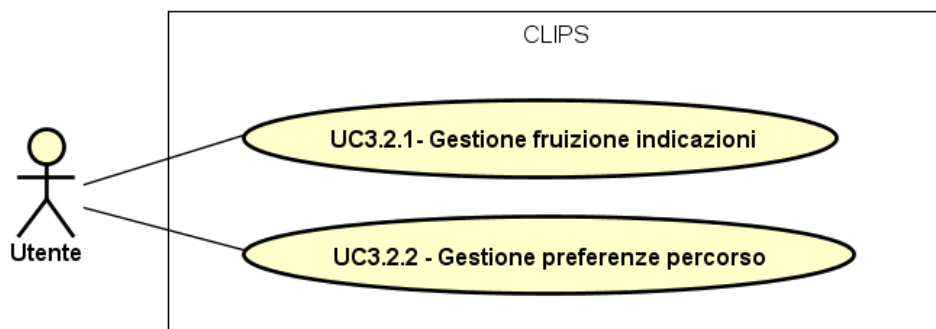 CLIPS
UC3.2.1- Gestione fruizione indicazioni
Utente
UC3.2.2 - Gestione preferenze percorso